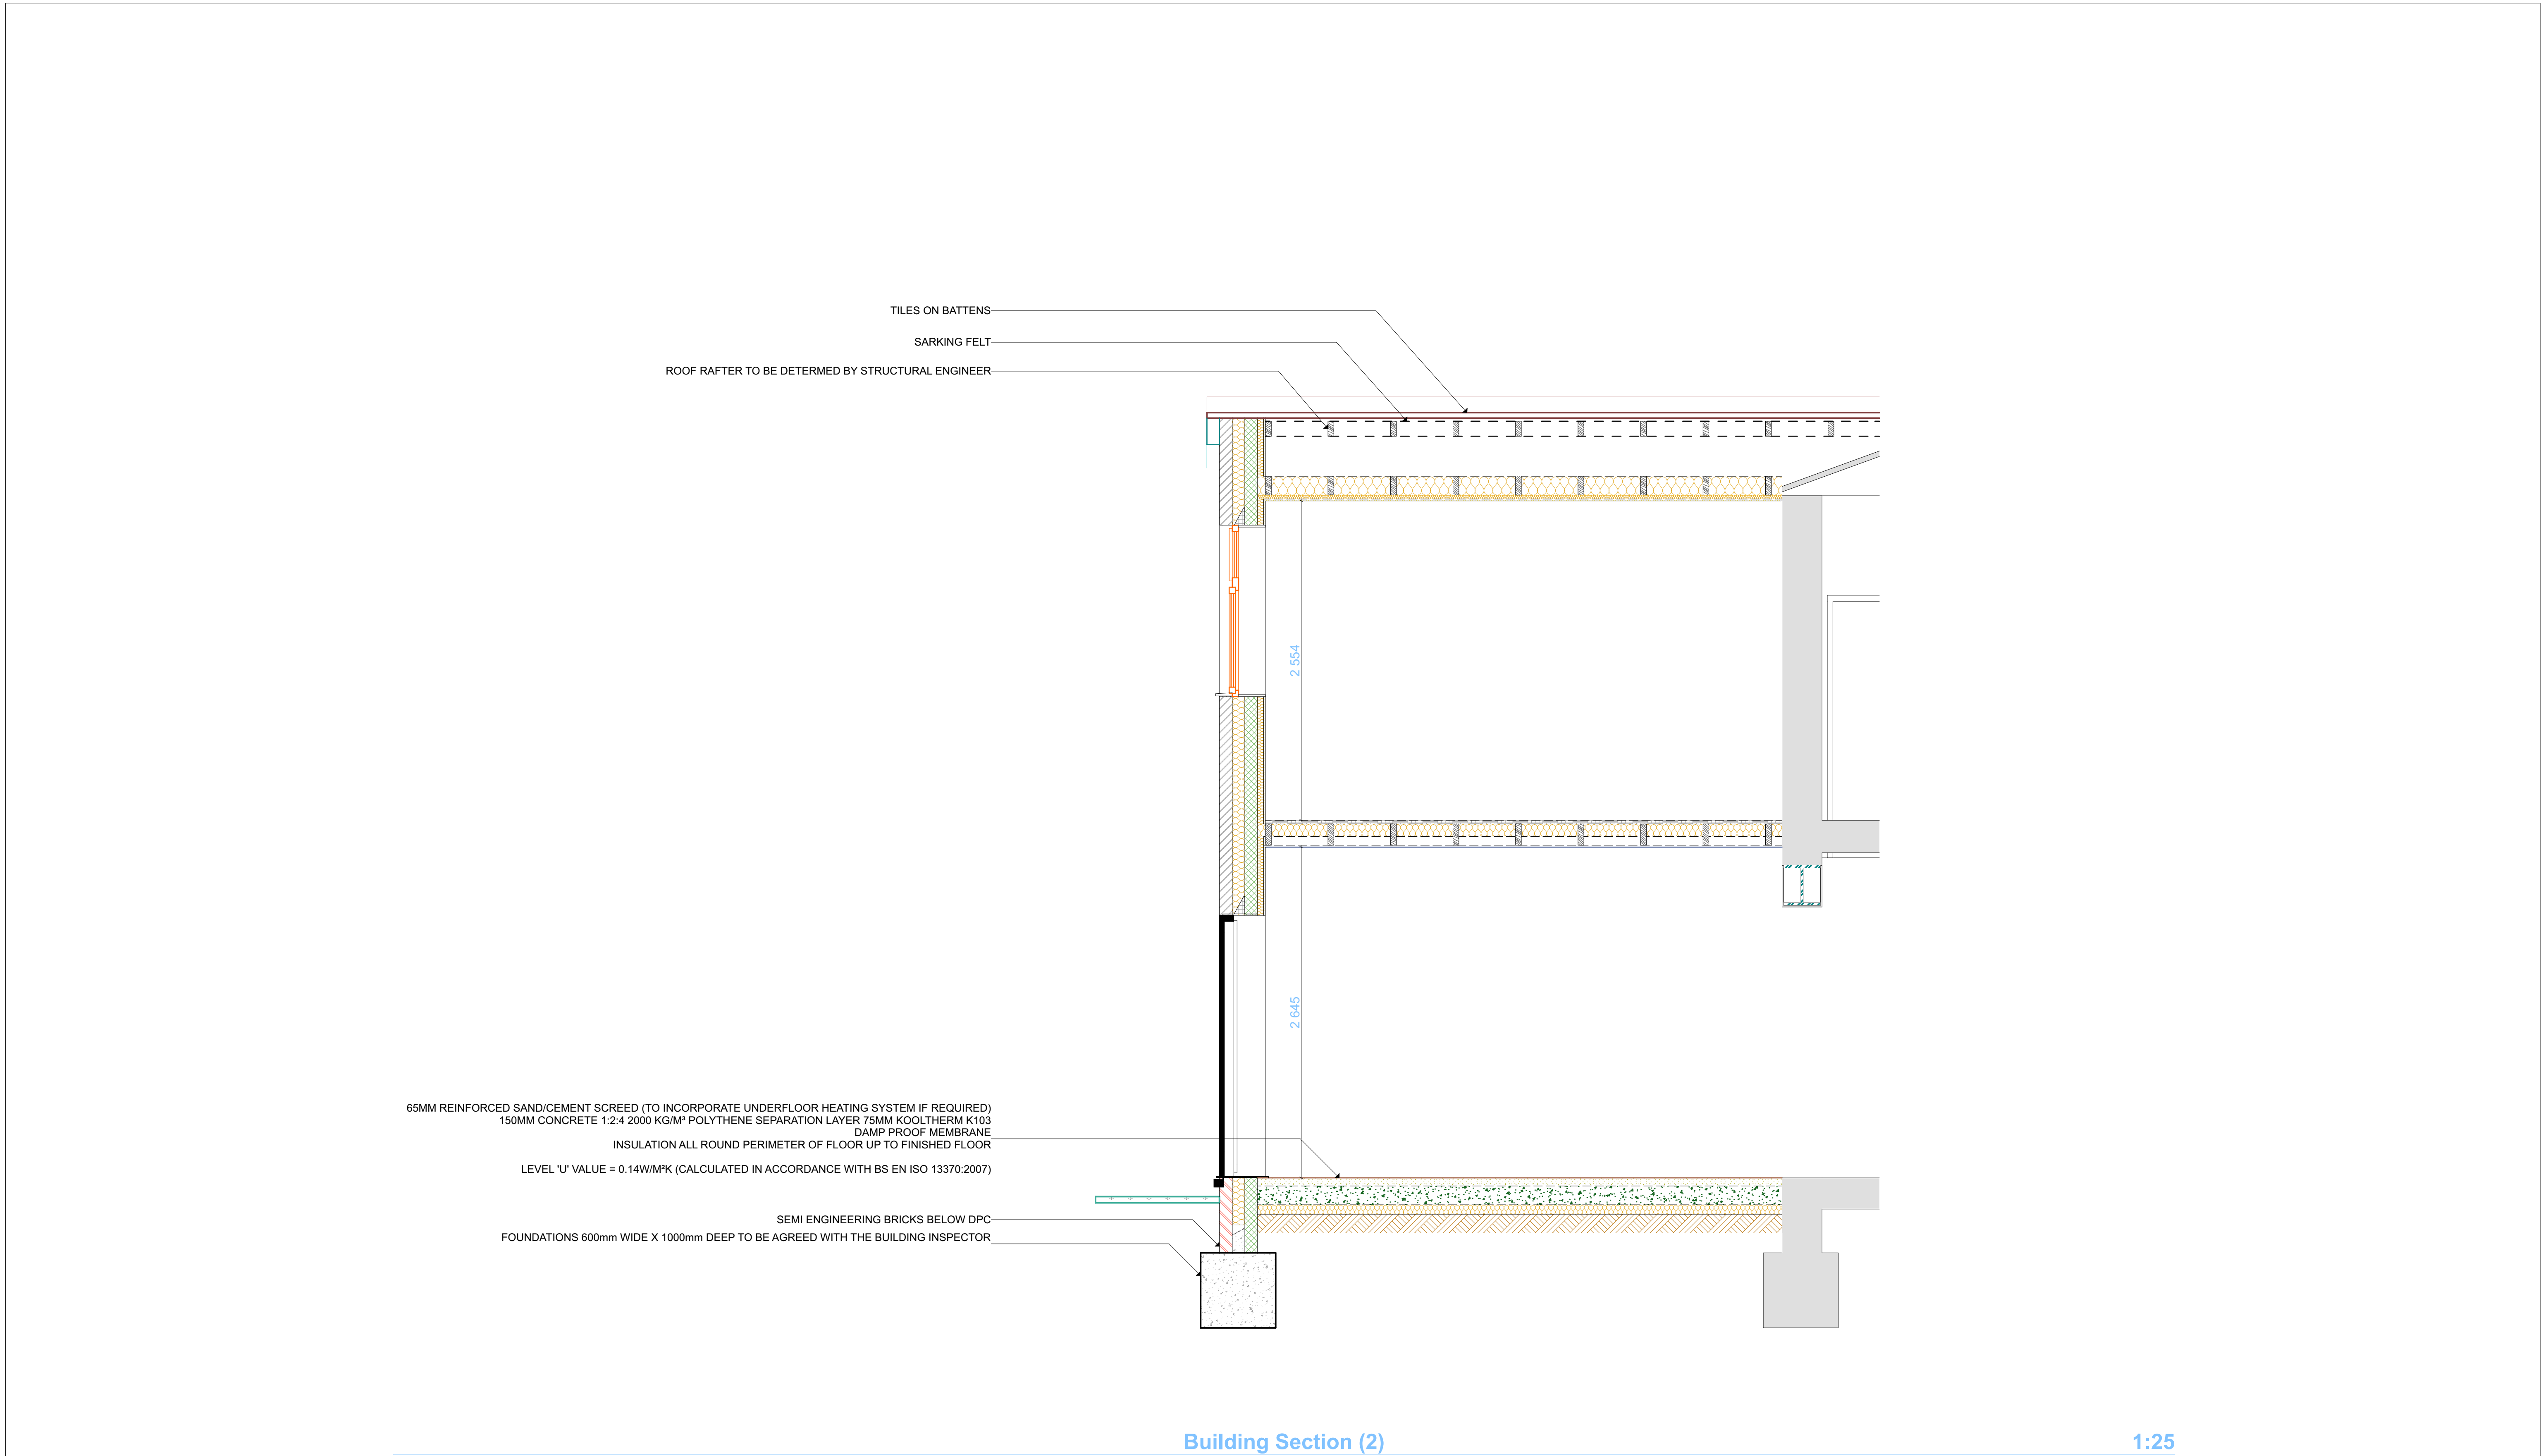 TILES ON BATTENS
SARKING FELT
ROOF RAFTER TO BE DETERMED BY STRUCTURAL ENGINEER
2 554
2 645
65MM REINFORCED SAND/CEMENT SCREED (TO INCORPORATE UNDERFLOOR HEATING SYSTEM IF REQUIRED)
150MM CONCRETE 1:2:4 2000 KG/M³ POLYTHENE SEPARATION LAYER 75MM KOOLTHERM K103
DAMP PROOF MEMBRANE
INSULATION ALL ROUND PERIMETER OF FLOOR UP TO FINISHED FLOOR
LEVEL 'U' VALUE = 0.14W/M²K (CALCULATED IN ACCORDANCE WITH BS EN ISO 13370:2007)
SEMI ENGINEERING BRICKS BELOW DPC
FOUNDATIONS 600mm WIDE X 1000mm DEEP TO BE AGREED WITH THE BUILDING INSPECTOR
Building Section (2)
1:25